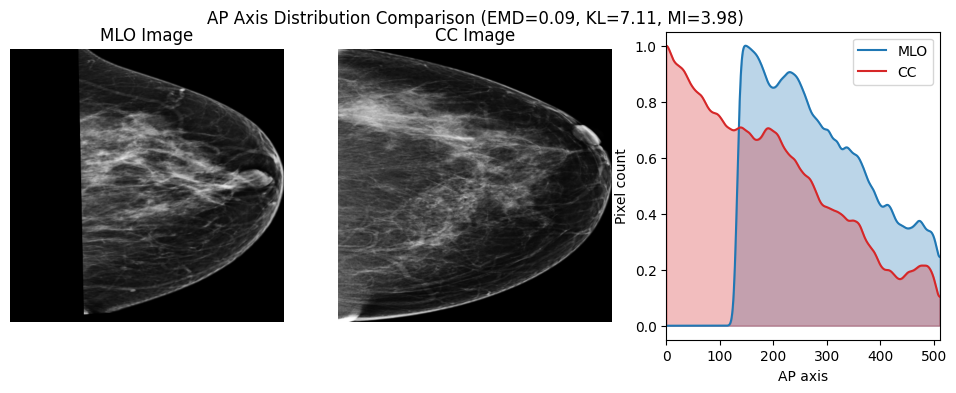 AP Axis Distribution Comparison (EMD=0.09, KL=7.11, MI=3.98)
MLO Image
CC Image
MLO
CC
Pixel count
1.0
0.8
0.6
0.4
0.2
0.0
0 100 200 300 400 500
AP axis